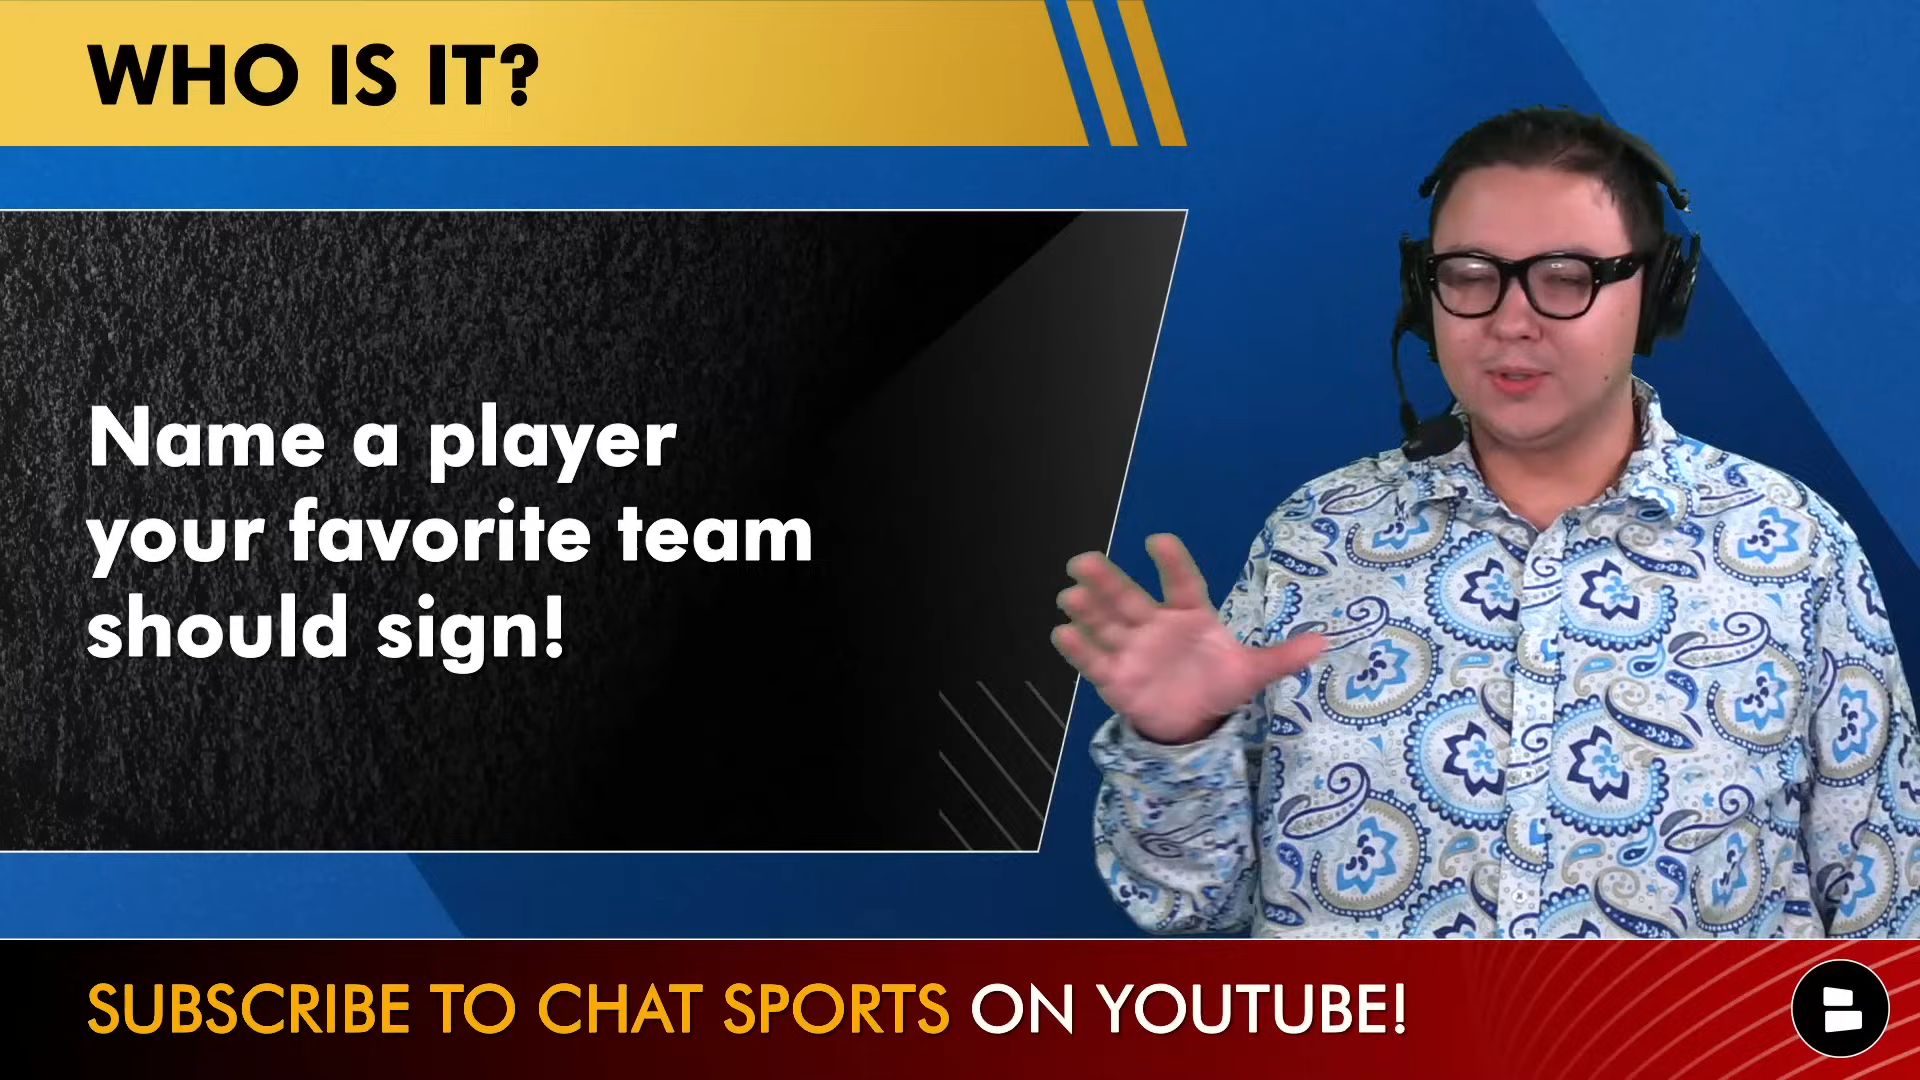 WHO IS IT?
Name a player
your favorite team
should sign!
SUBSCRIBE TO CHAT SPORTS ON YOUTUBE!